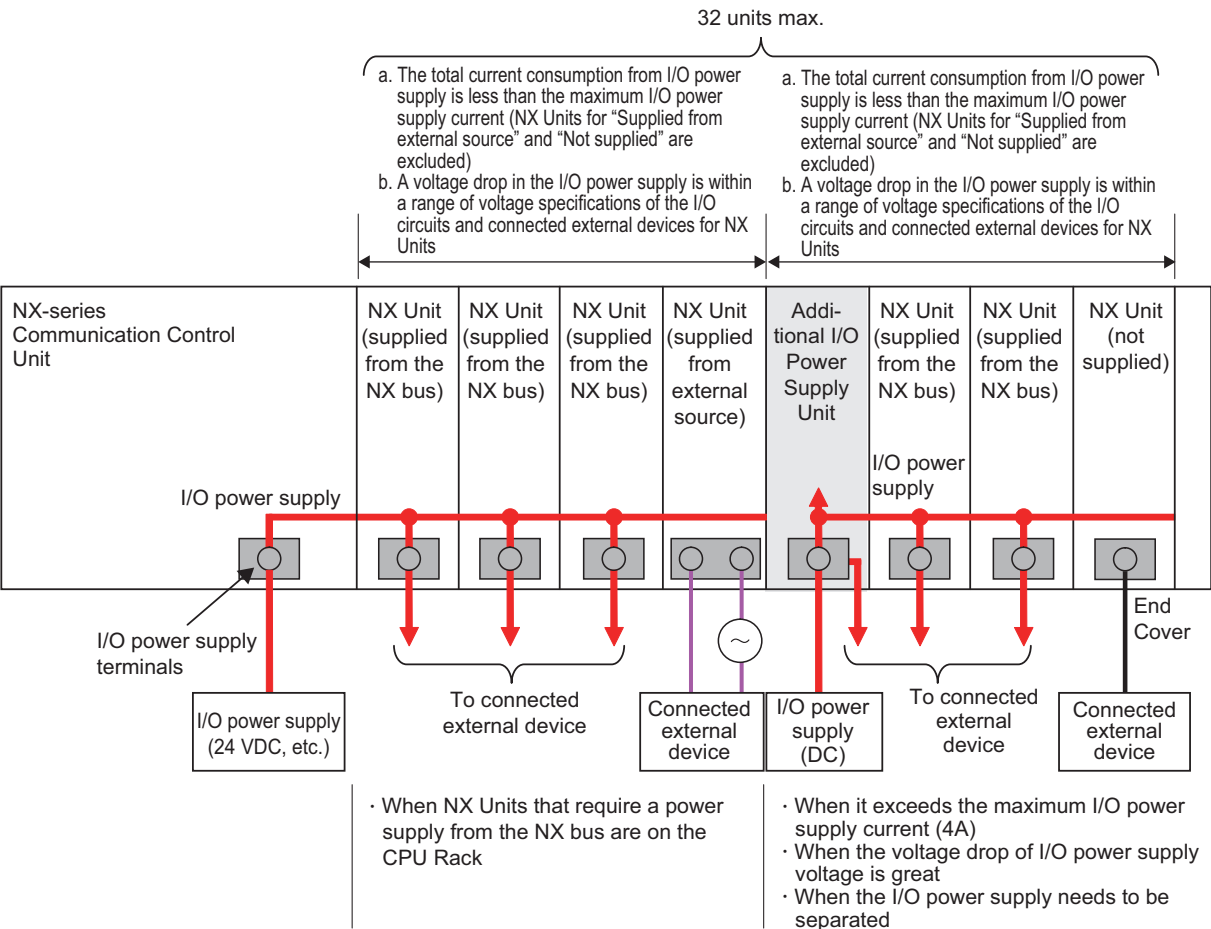 32 units max.
a. The total current consumption from I/O power
supply is less than the maximum I/O power
supply current (NX Units for “Supplied from
external source” and “Not supplied” are
excluded)
b. A voltage drop in the I/O power supply is within
a range of voltage specifications of the I/O
circuits and connected external devices for NX
Units
a. The total current consumption from I/O power
supply is less than the maximum I/O power
supply current (NX Units for “Supplied from
external source” and “Not supplied” are
excluded)
b. A voltage drop in the I/O power supply is within
a range of voltage specifications of the I/O
circuits and connected external devices for NX
Units
NX-series
Communication Control
Unit
NX Unit
(supplied
from the
NX bus)
NX Unit
(supplied
from the
NX bus)
NX Unit
(supplied
from the
NX bus)
NX Unit
(supplied
from
external
source)
Addi-
tional I/O
Power
Supply
Unit
NX Unit
(supplied
from the
NX bus)
NX Unit
(supplied
from the
NX bus)
NX Unit
(not
supplied)
I/O power supply
I/O power
supply
I/O power supply
terminals
End
Cover
I/O power supply
(24 VDC, etc.)
To connected
external device
Connected
external
device
I/O power
supply
(DC)
To connected
external
device
Connected
external
device
· When NX Units that require a power
supply from the NX bus are on the
CPU Rack
· When it exceeds the maximum I/O power
supply current (4A)
· When the voltage drop of I/O power supply
voltage is great
· When the I/O power supply needs to be
separated